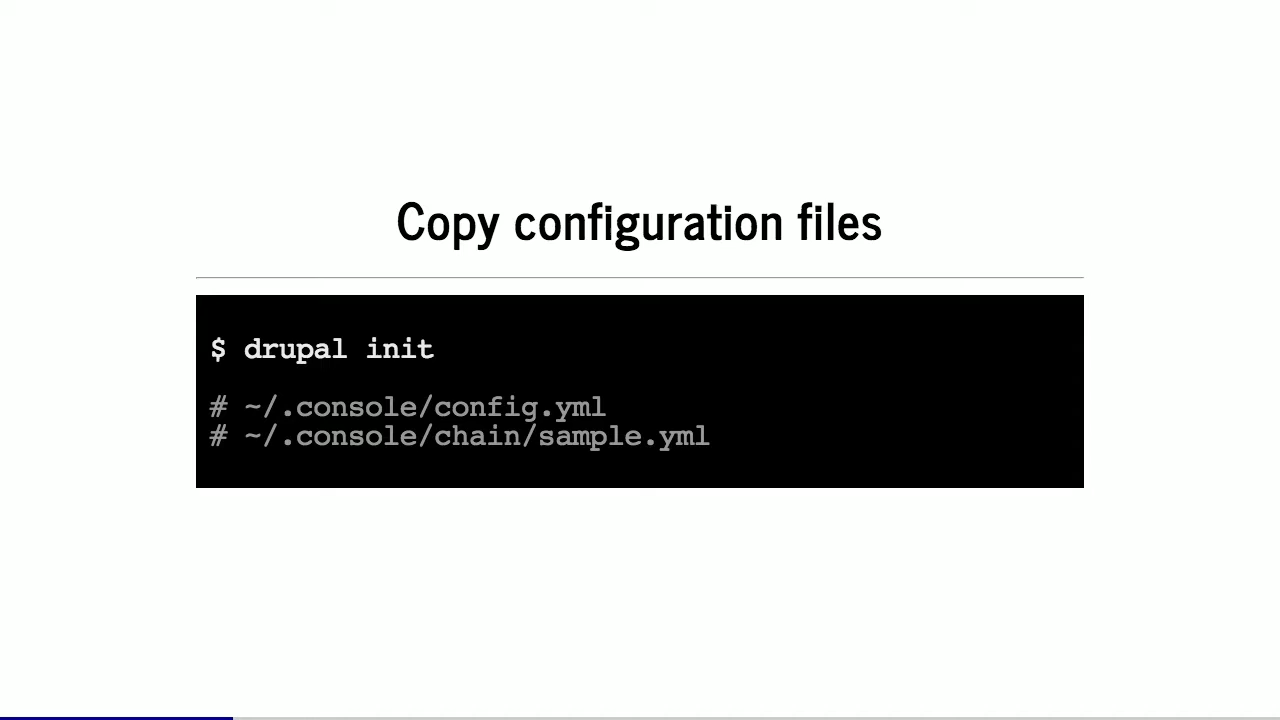 Copy configuration files
$ drupal init
# ~/.console/config.yml
# ~/.console/chain/sample.yml